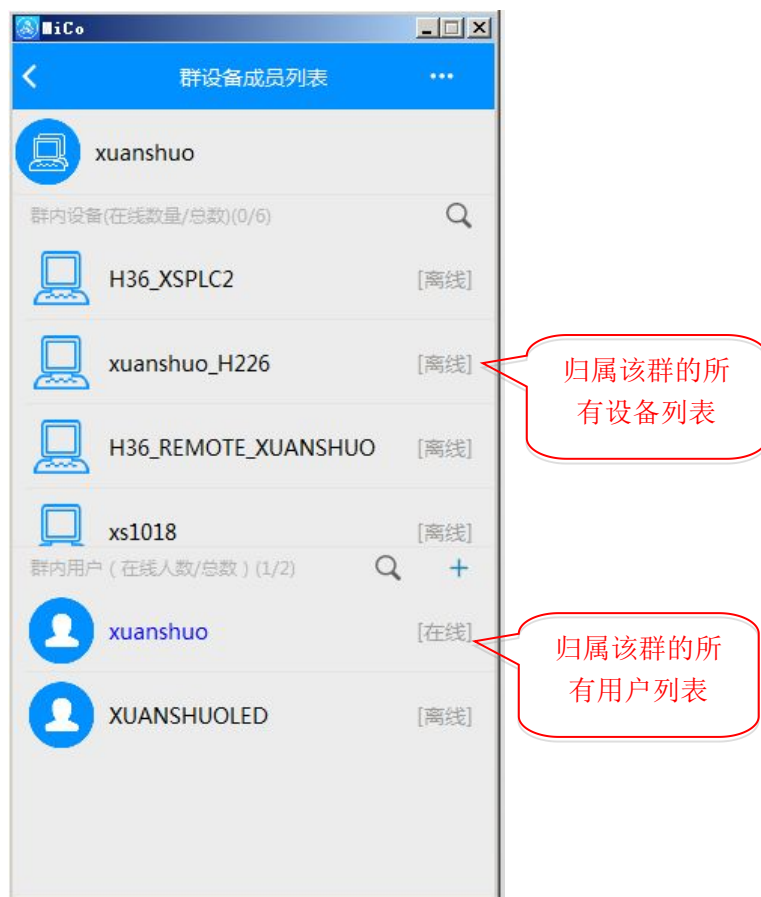 MiCo
群设备成员列表
xuanshuo
群内设备(在线数量/总数)(0/6)
H36_XSPLC2 [离线]
xuanshuo_H226 [离线]
归属该群的所
有设备列表
H36_REMOTE_XUANSHUO [离线]
xs1018 [离线]
群内用户（在线人数/总数）(1/2)
xuanshuo [在线]
归属该群的所
有用户列表
XUANSHUOLED [离线]